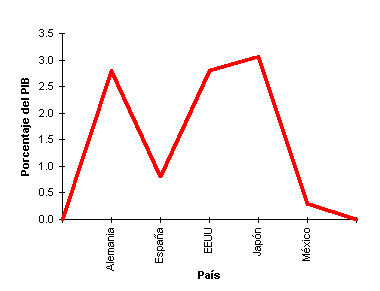 3.5
3.0
2.5
2.0
1.5
1.0
0.5
0.0
Porcentaje del PIB
Alemania
España
EEUU
Japón
México
País